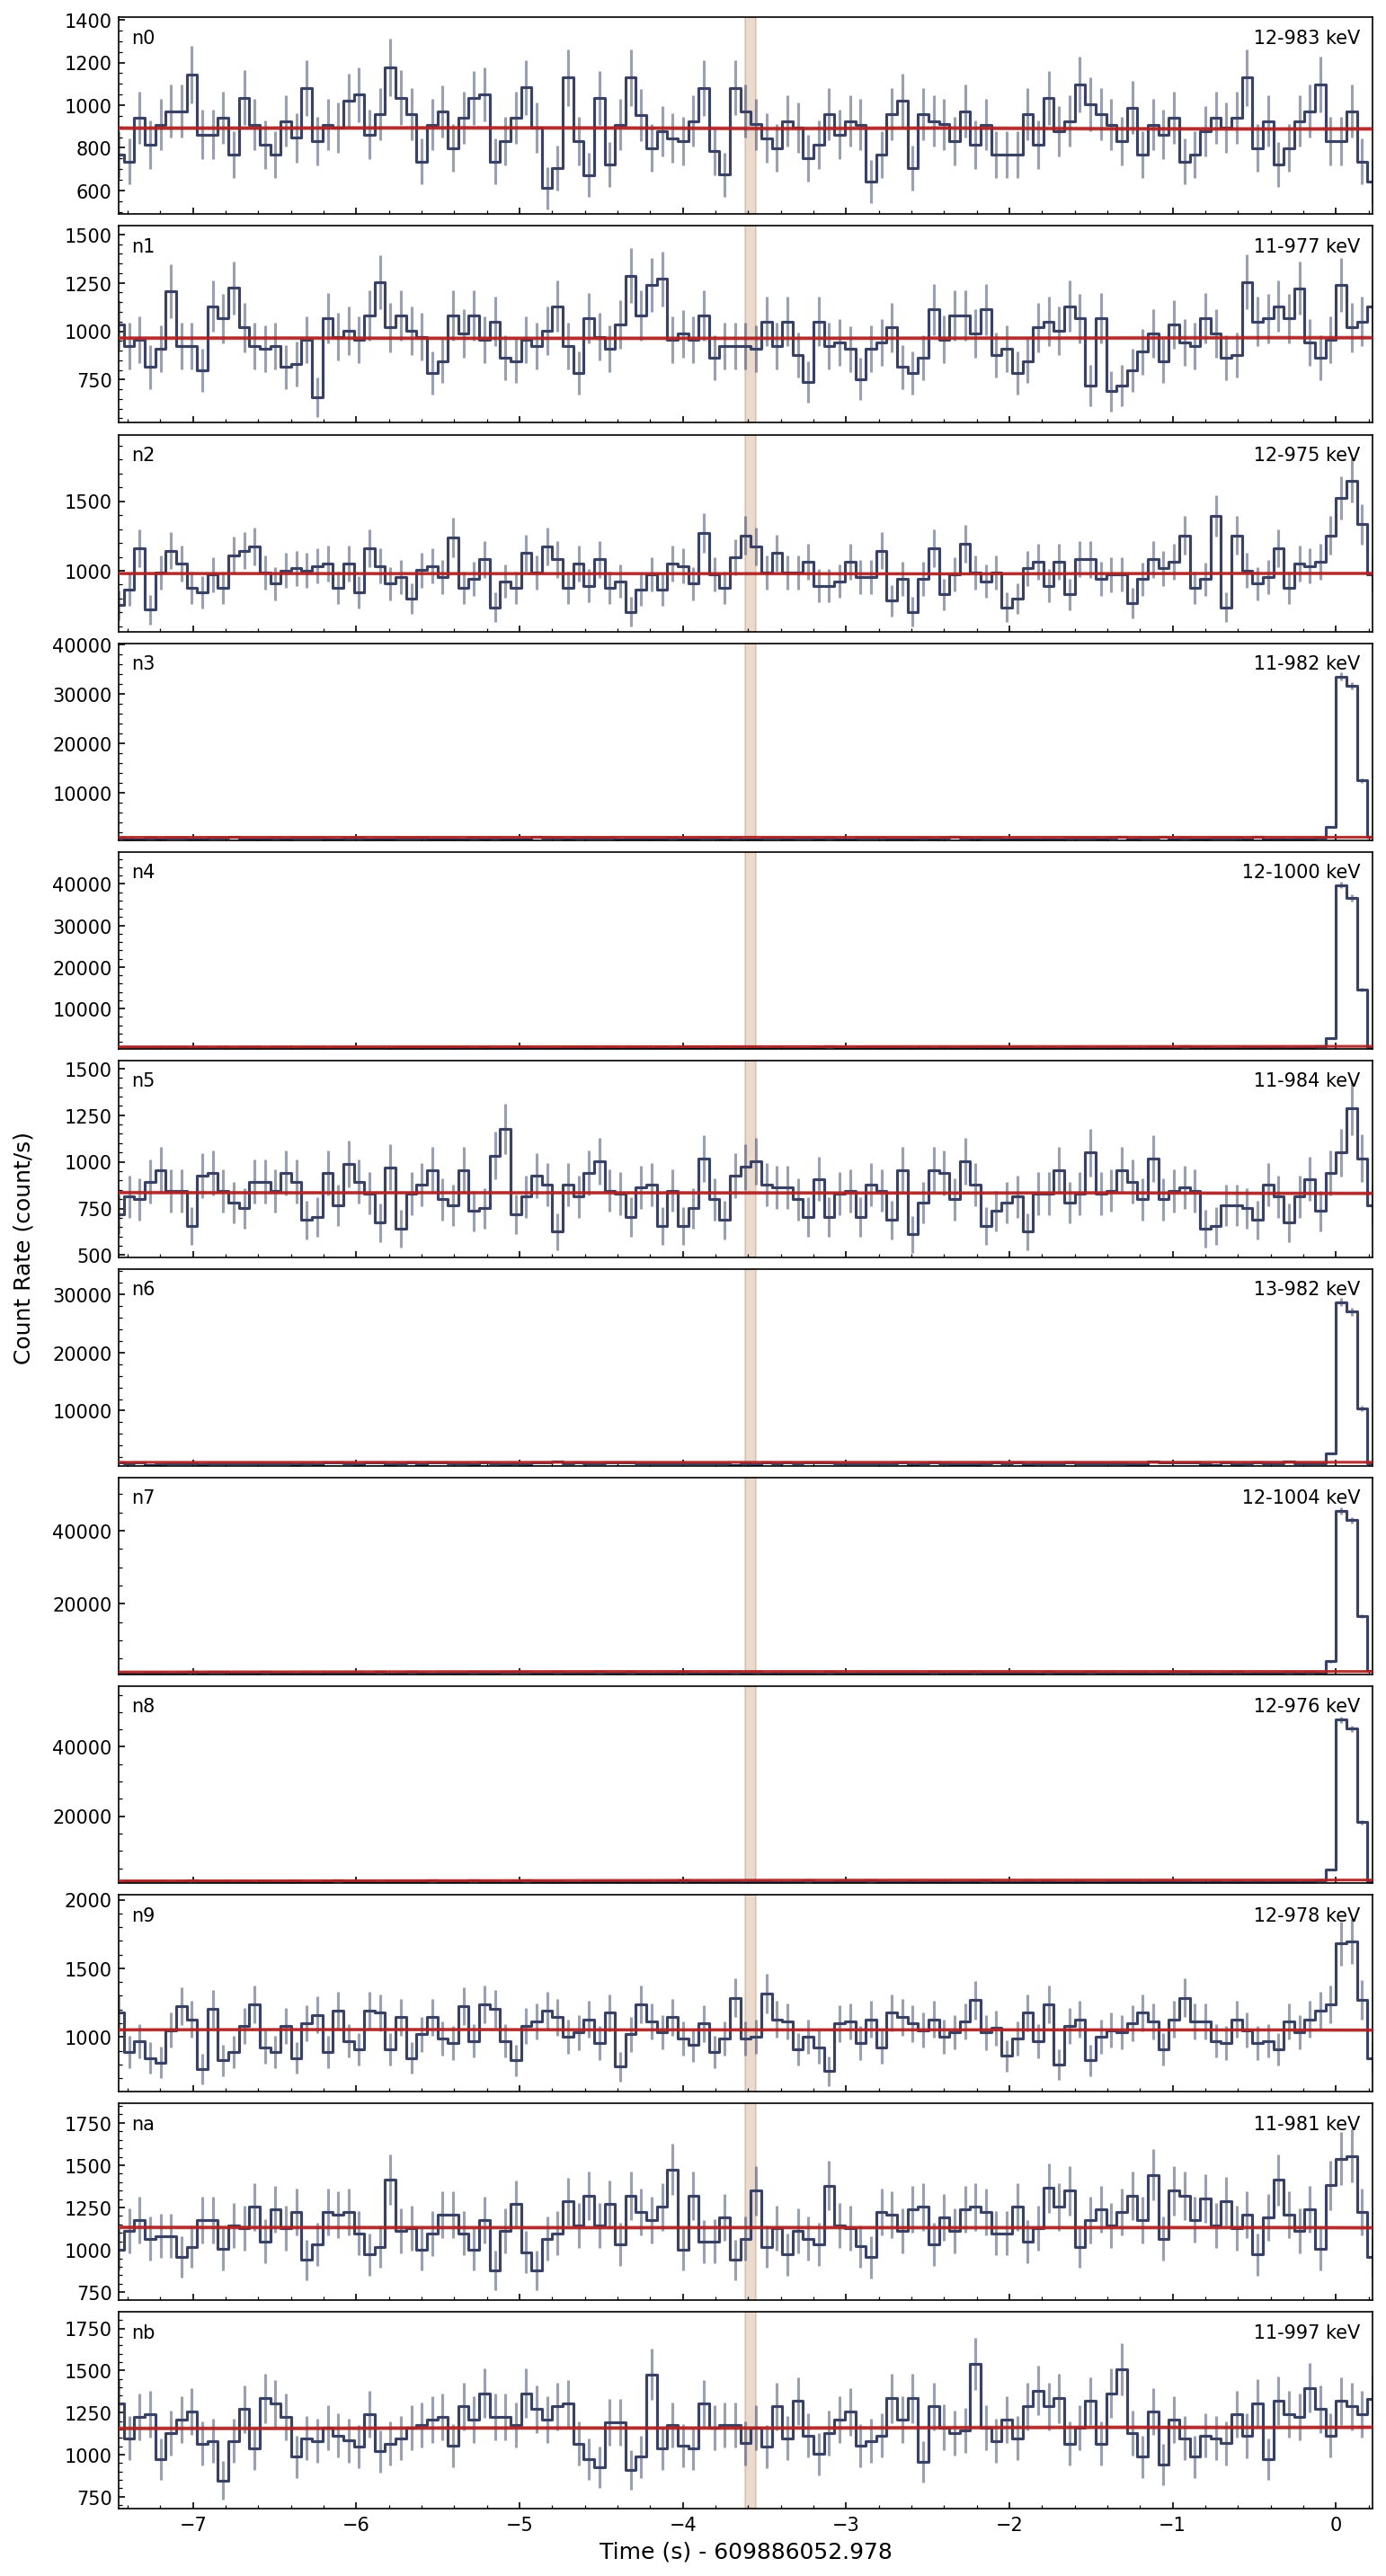 1400
n0
12-983 keV
1200
1000
800
600
1500
n1
11-977 keV
1250
1000
750
n2
12-975 keV
1500
1000
40000
n3
11-982 keV
30000
20000
10000
n4
12-1000 keV
40000
30000
20000
10000
1500
n5
11-984 keV
1250
1000
750
500
Count Rate (count/s)
n6
13-982 keV
30000
20000
10000
n7
12-1004 keV
40000
20000
n8
12-976 keV
40000
20000
2000
n9
12-978 keV
1500
1000
1750
na
11-981 keV
1500
1250
1000
750
1750
nb
11-997 keV
1500
1250
1000
750
−7 −6 −5 −4 −3 −2 −1 0
Time (s) - 609886052.978